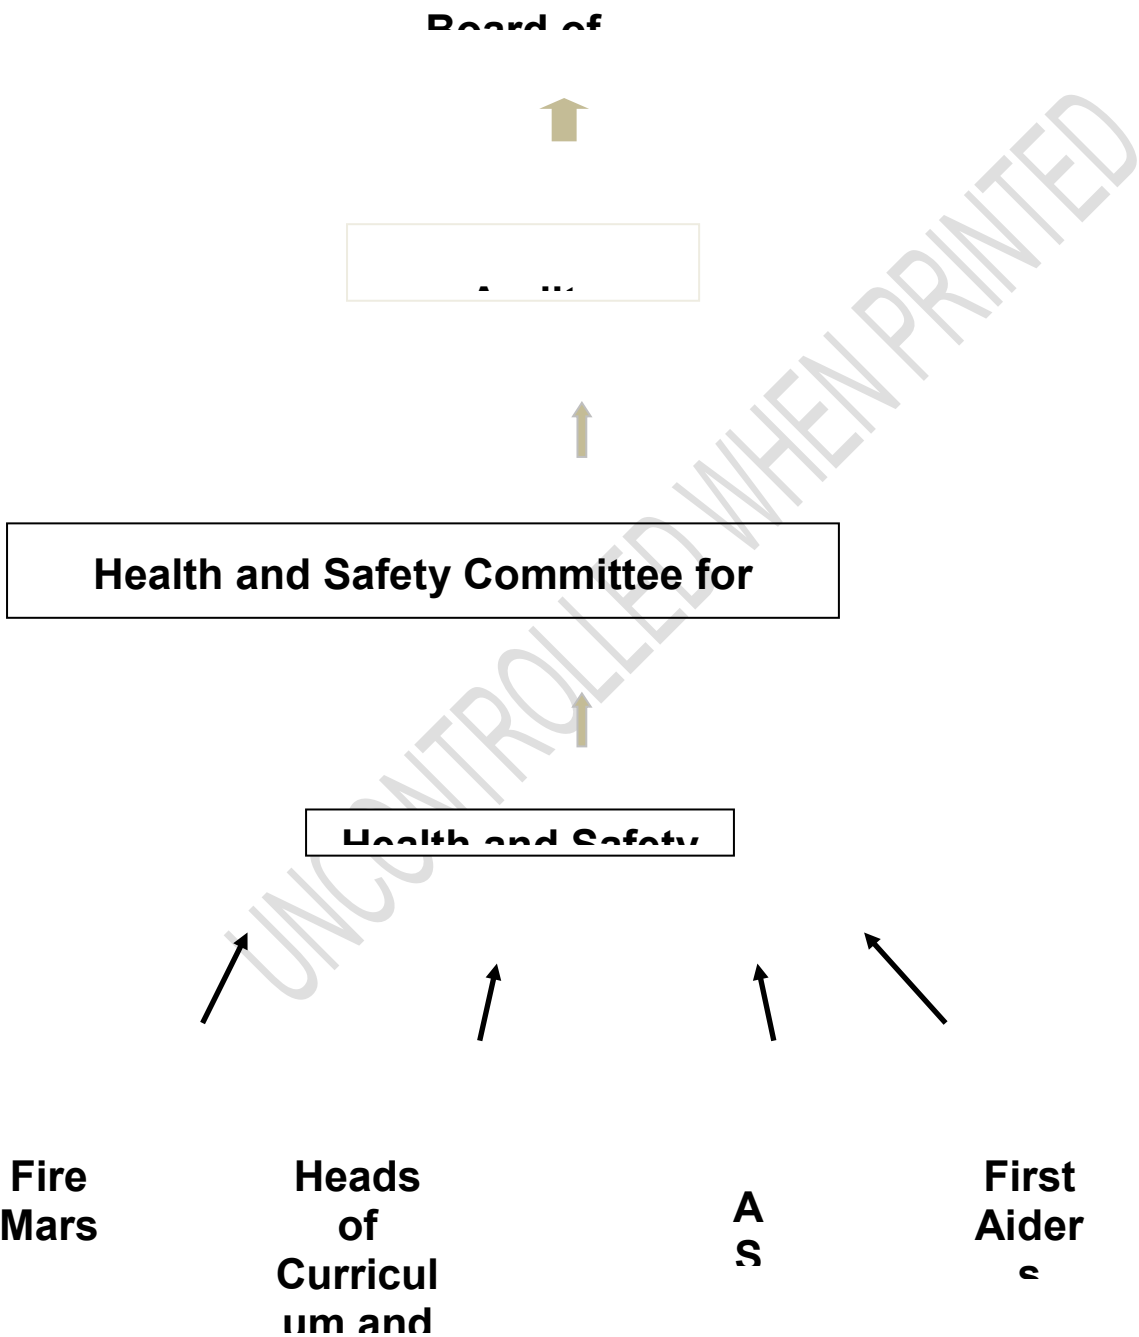 Board of
Audit
Health and Safety Committee for
Health and Safety
Fire
Mars
Heads
of
Curricul
um and
A
S
First
Aider
s
UNCONTROLLED WHEN PRINTED